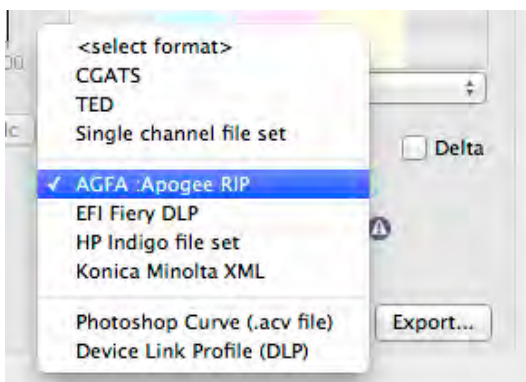 <select format>
CGATS
TED
Single channel file set
Delta
✓ AGFA :Apogee RIP
EFI Fiery DLP
HP Indigo file set
Konica Minolta XML
Photoshop Curve (.acv file)
Export...
Device Link Profile (DLP)